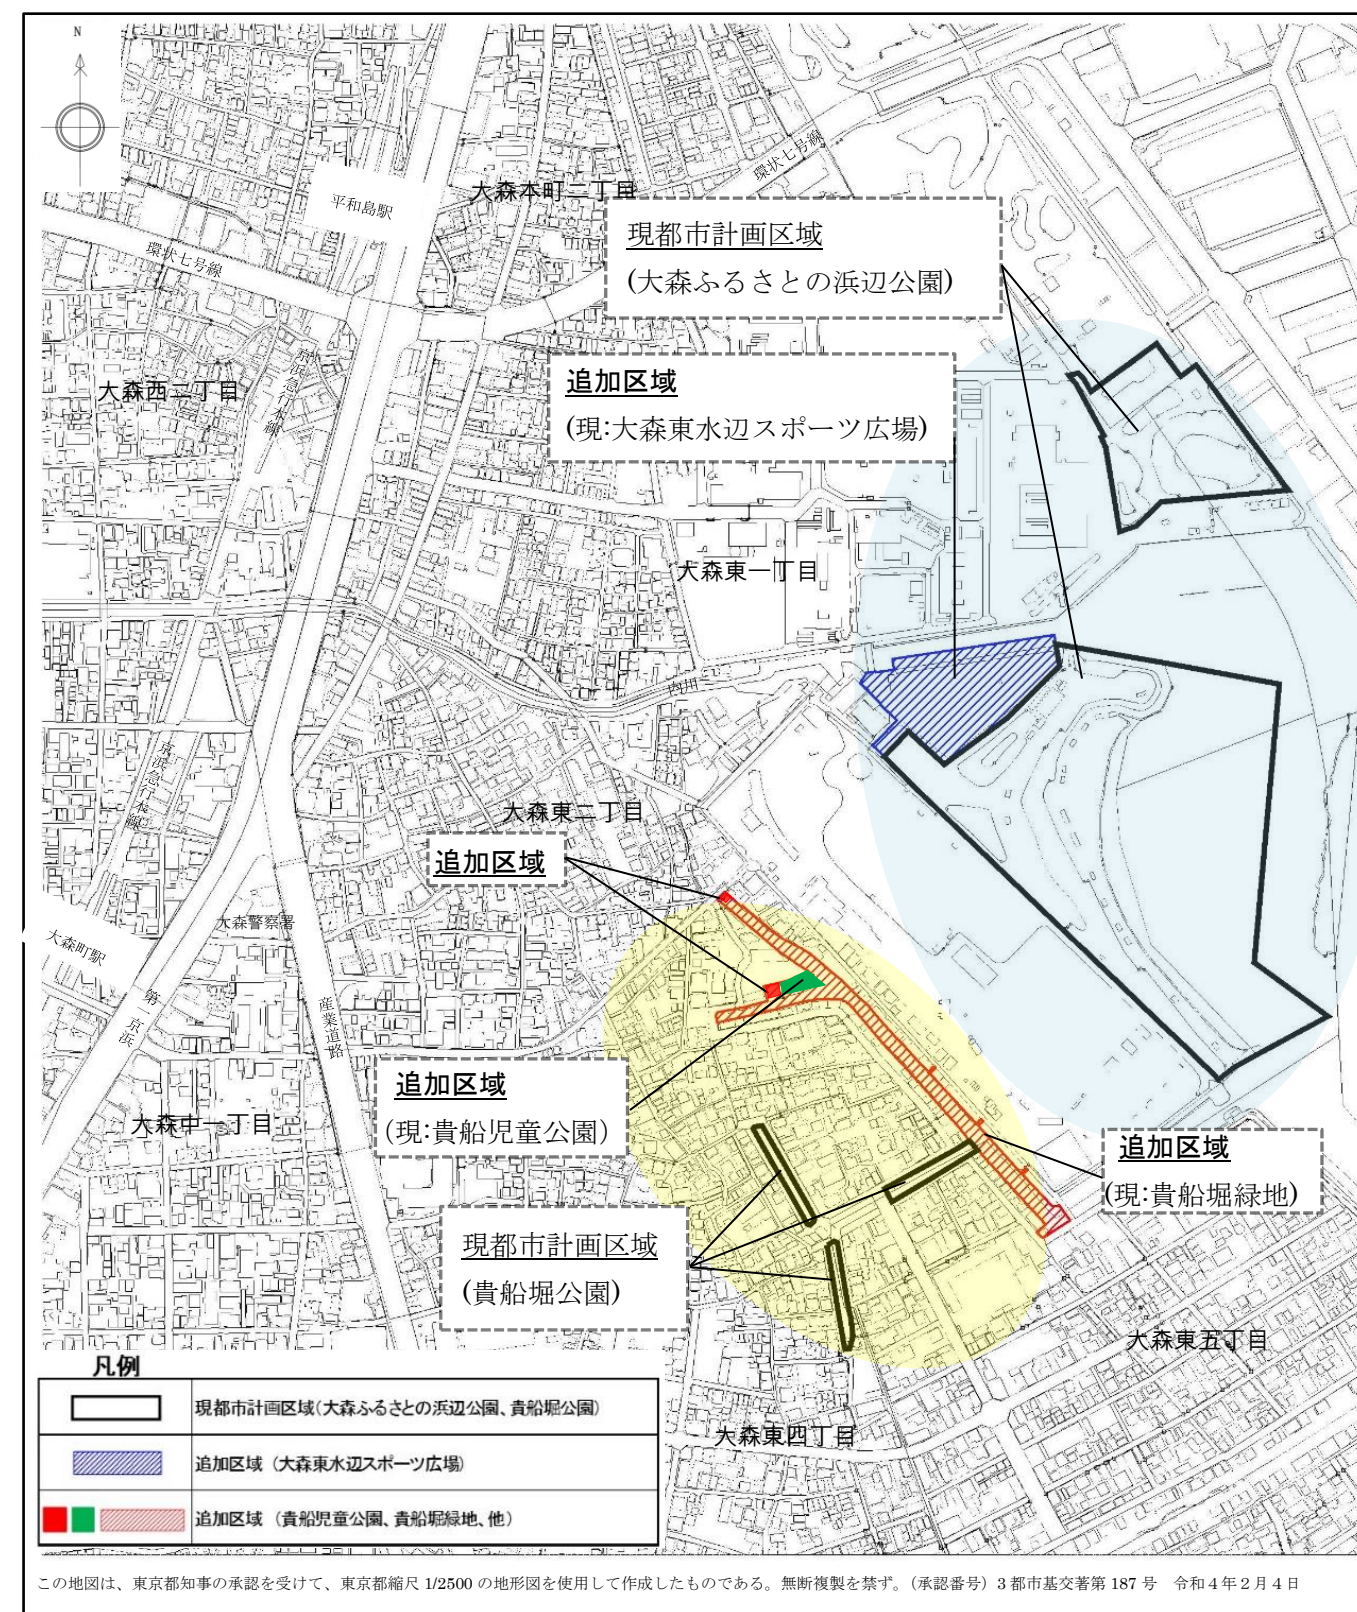 N
大森本町二丁目
環状七号線
平和島駅
環状七号線
現都市計画区域
(大森ふるさとの浜辺公園)
京浜急行本線
大森西二丁目
追加区域
(現:大森東水辺スポーツ広場)
大森東一丁目
内川
京浜急行本線
大森東二丁目
追加区域
大森警察署
大森町駅
第一京浜
産業道路
追加区域
(現:貴船児童公園)
大森中一丁目
追加区域
(現:貴船堀緑地)
現都市計画区域
(貴船堀公園)
大森東五丁目
大森東四丁目
凡例
現都市計画区域(大森ふるさとの浜辺公園、貴船堀公園)
追加区域（大森東水辺スポーツ広場)
追加区域（貴船児童公園、貴船堀緑地、他）
この地図は、東京都知事の承認を受けて、東京都縮尺 1/2500 の地形図を使用して作成したものである。無断複製を禁ず。（承認番号）3 都市基交著第 187 号　令和４年２月４日